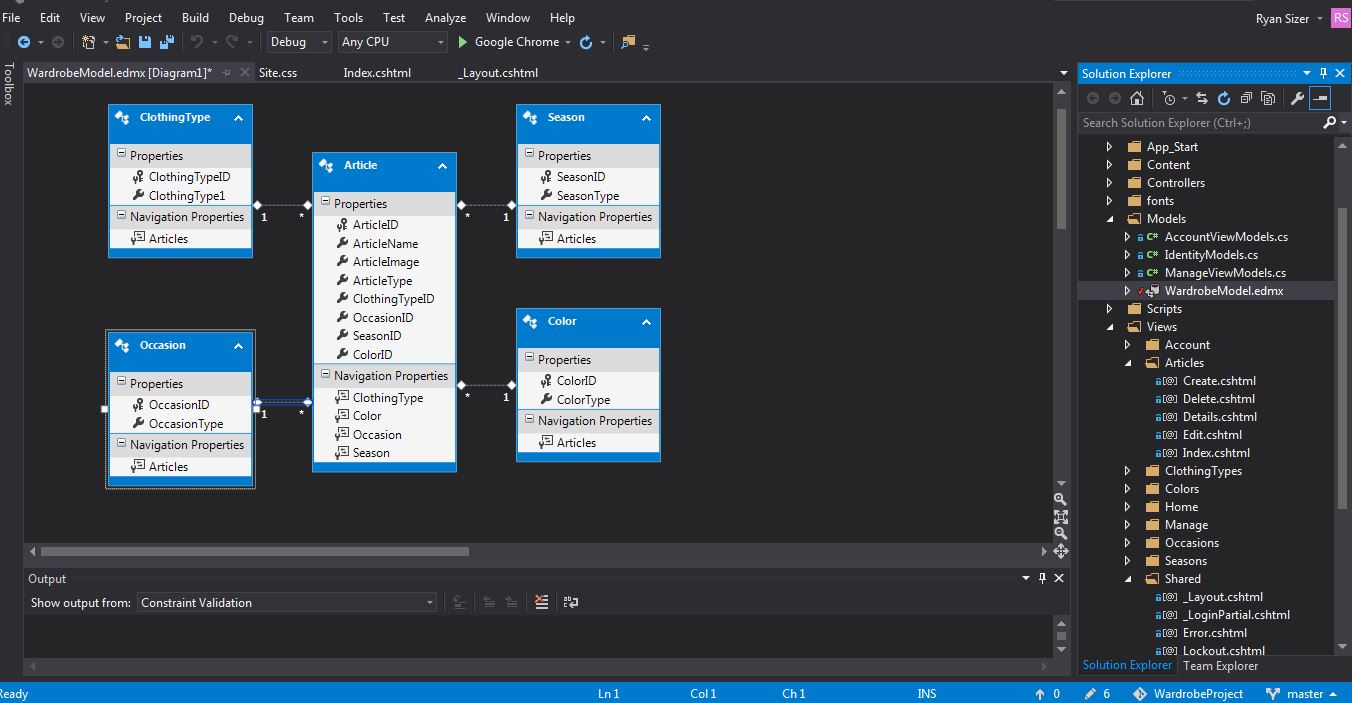 File Edit View Project Build Debug Team Tools Test Analyze Window Help
Ryan Sizer RS
Debug Any CPU Google Chrome
Toolbox
WardrobeModel.edmx [Diagram1]* Site.css Index.cshtml _Layout.cshtml
ClothingType
Properties
ClothingTypeID
ClothingType1
Navigation Properties
Articles
1 *
Occasion
Properties
OccasionID
OccasionType
Navigation Properties
Articles
1 *
Article
Properties
ArticleID
ArticleName
ArticleImage
ArticleType
ClothingTypeID
OccasionID
SeasonID
ColorID
Navigation Properties
ClothingType
Color
Occasion
Season
* 1
Season
Properties
SeasonID
SeasonType
Navigation Properties
Articles
* 1
Color
Properties
ColorID
ColorType
Navigation Properties
Articles
Output
Show output from: Constraint Validation
Solution Explorer
Search Solution Explorer (Ctrl+;)
App_Start
Content
Controllers
fonts
Models
C# AccountViewModels.cs
C# IdentityModels.cs
C# ManageViewModels.cs
WardrobeModel.edmx
Scripts
Views
Account
Articles
[@] Create.cshtml
[@] Delete.cshtml
[@] Details.cshtml
[@] Edit.cshtml
[@] Index.cshtml
ClothingTypes
Colors
Home
Manage
Occasions
Seasons
Shared
[@] _Layout.cshtml
[@] _LoginPartial.cshtml
[@] Error.cshtml
[@] Lockout.cshtml
Solution Explorer Team Explorer
Ready Ln 1 Col 1 Ch 1 INS 0 6 WardrobeProject master